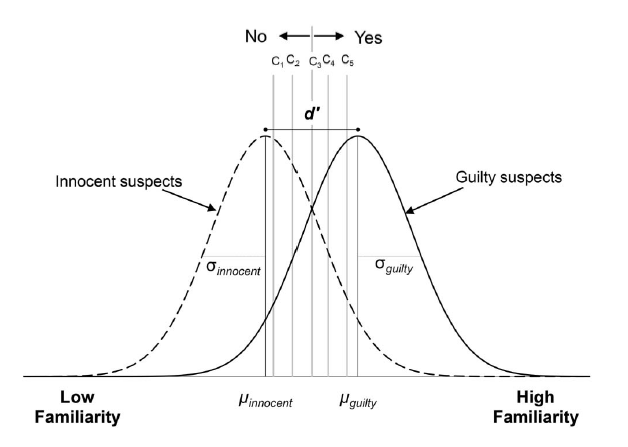 No Yes
C1 C2 C3 C4 C5
d'
Innocent suspects
Guilty suspects
σinnocent
σguilty
Low
Familiarity
μinnocent
μguilty
High
Familiarity